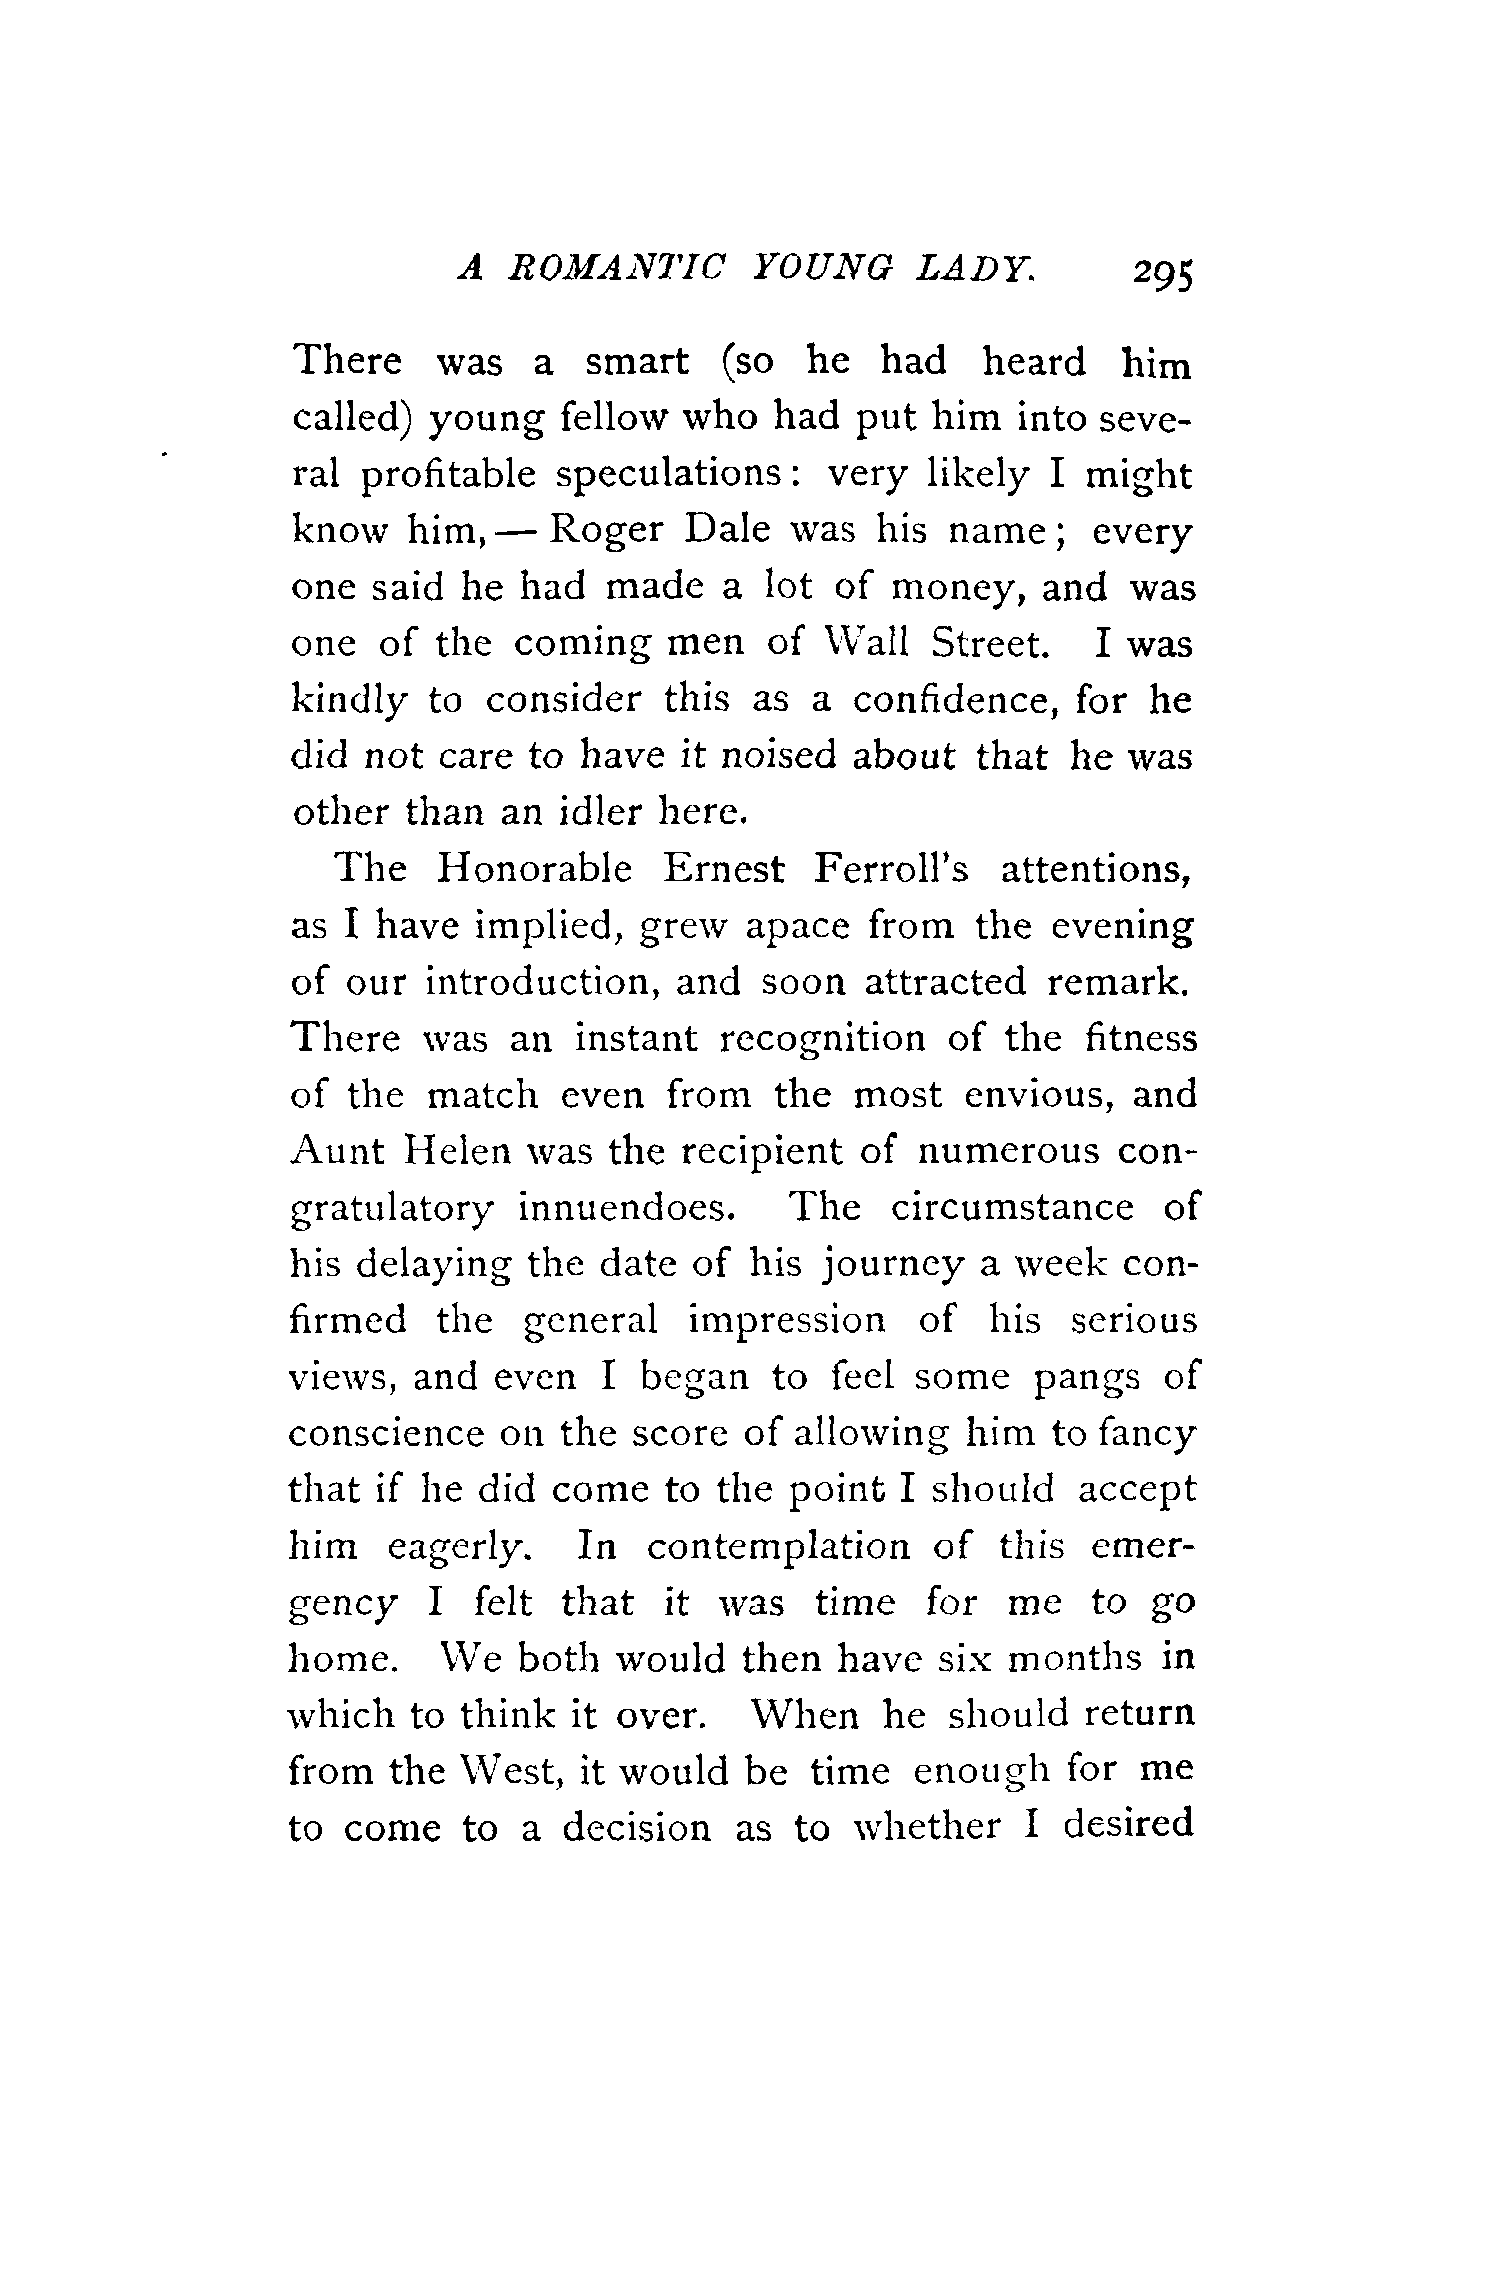 A ROMANTIC YOUNG LADY. 295
There was a smart (so he had heard him
called) young fellow who had put him into seve-
ral profitable speculations: very likely I might
know him,— Roger Dale was his name; every
one said he had made a lot of money, and was
one of the coming men of Wall Street. I was
kindly to consider this as a confidence, for he
did not care to have it noised about that he was
other than an idler here.
The Honorable Ernest Ferroll's attentions,
as I have implied, grew apace from the evening
of our introduction, and soon attracted remark.
There was an instant recognition of the fitness
of the match even from the most envious, and
Aunt Helen was the recipient of numerous con-
gratulatory innuendoes. The circumstance of
his delaying the date of his journey a week con-
firmed the general impression of his serious
views, and even I began to feel some pangs of
conscience on the score of allowing him to fancy
that if he did come to the point I should accept
him eagerly. In contemplation of this emer-
gency I felt that it was time for me to go
home. We both would then have six months in
which to think it over. When he should return
from the West, it would be time enough for me
to come to a decision as to whether I desired